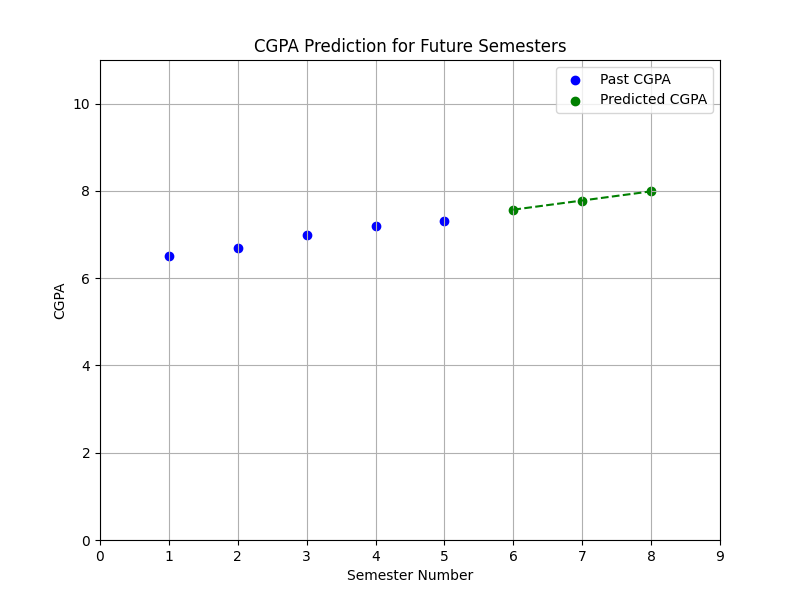 CGPA Prediction for Future Semesters
Past CGPA
Predicted CGPA
10
8
6
4
2
0
CGPA
0 1 2 3 4 5 6 7 8 9
Semester Number